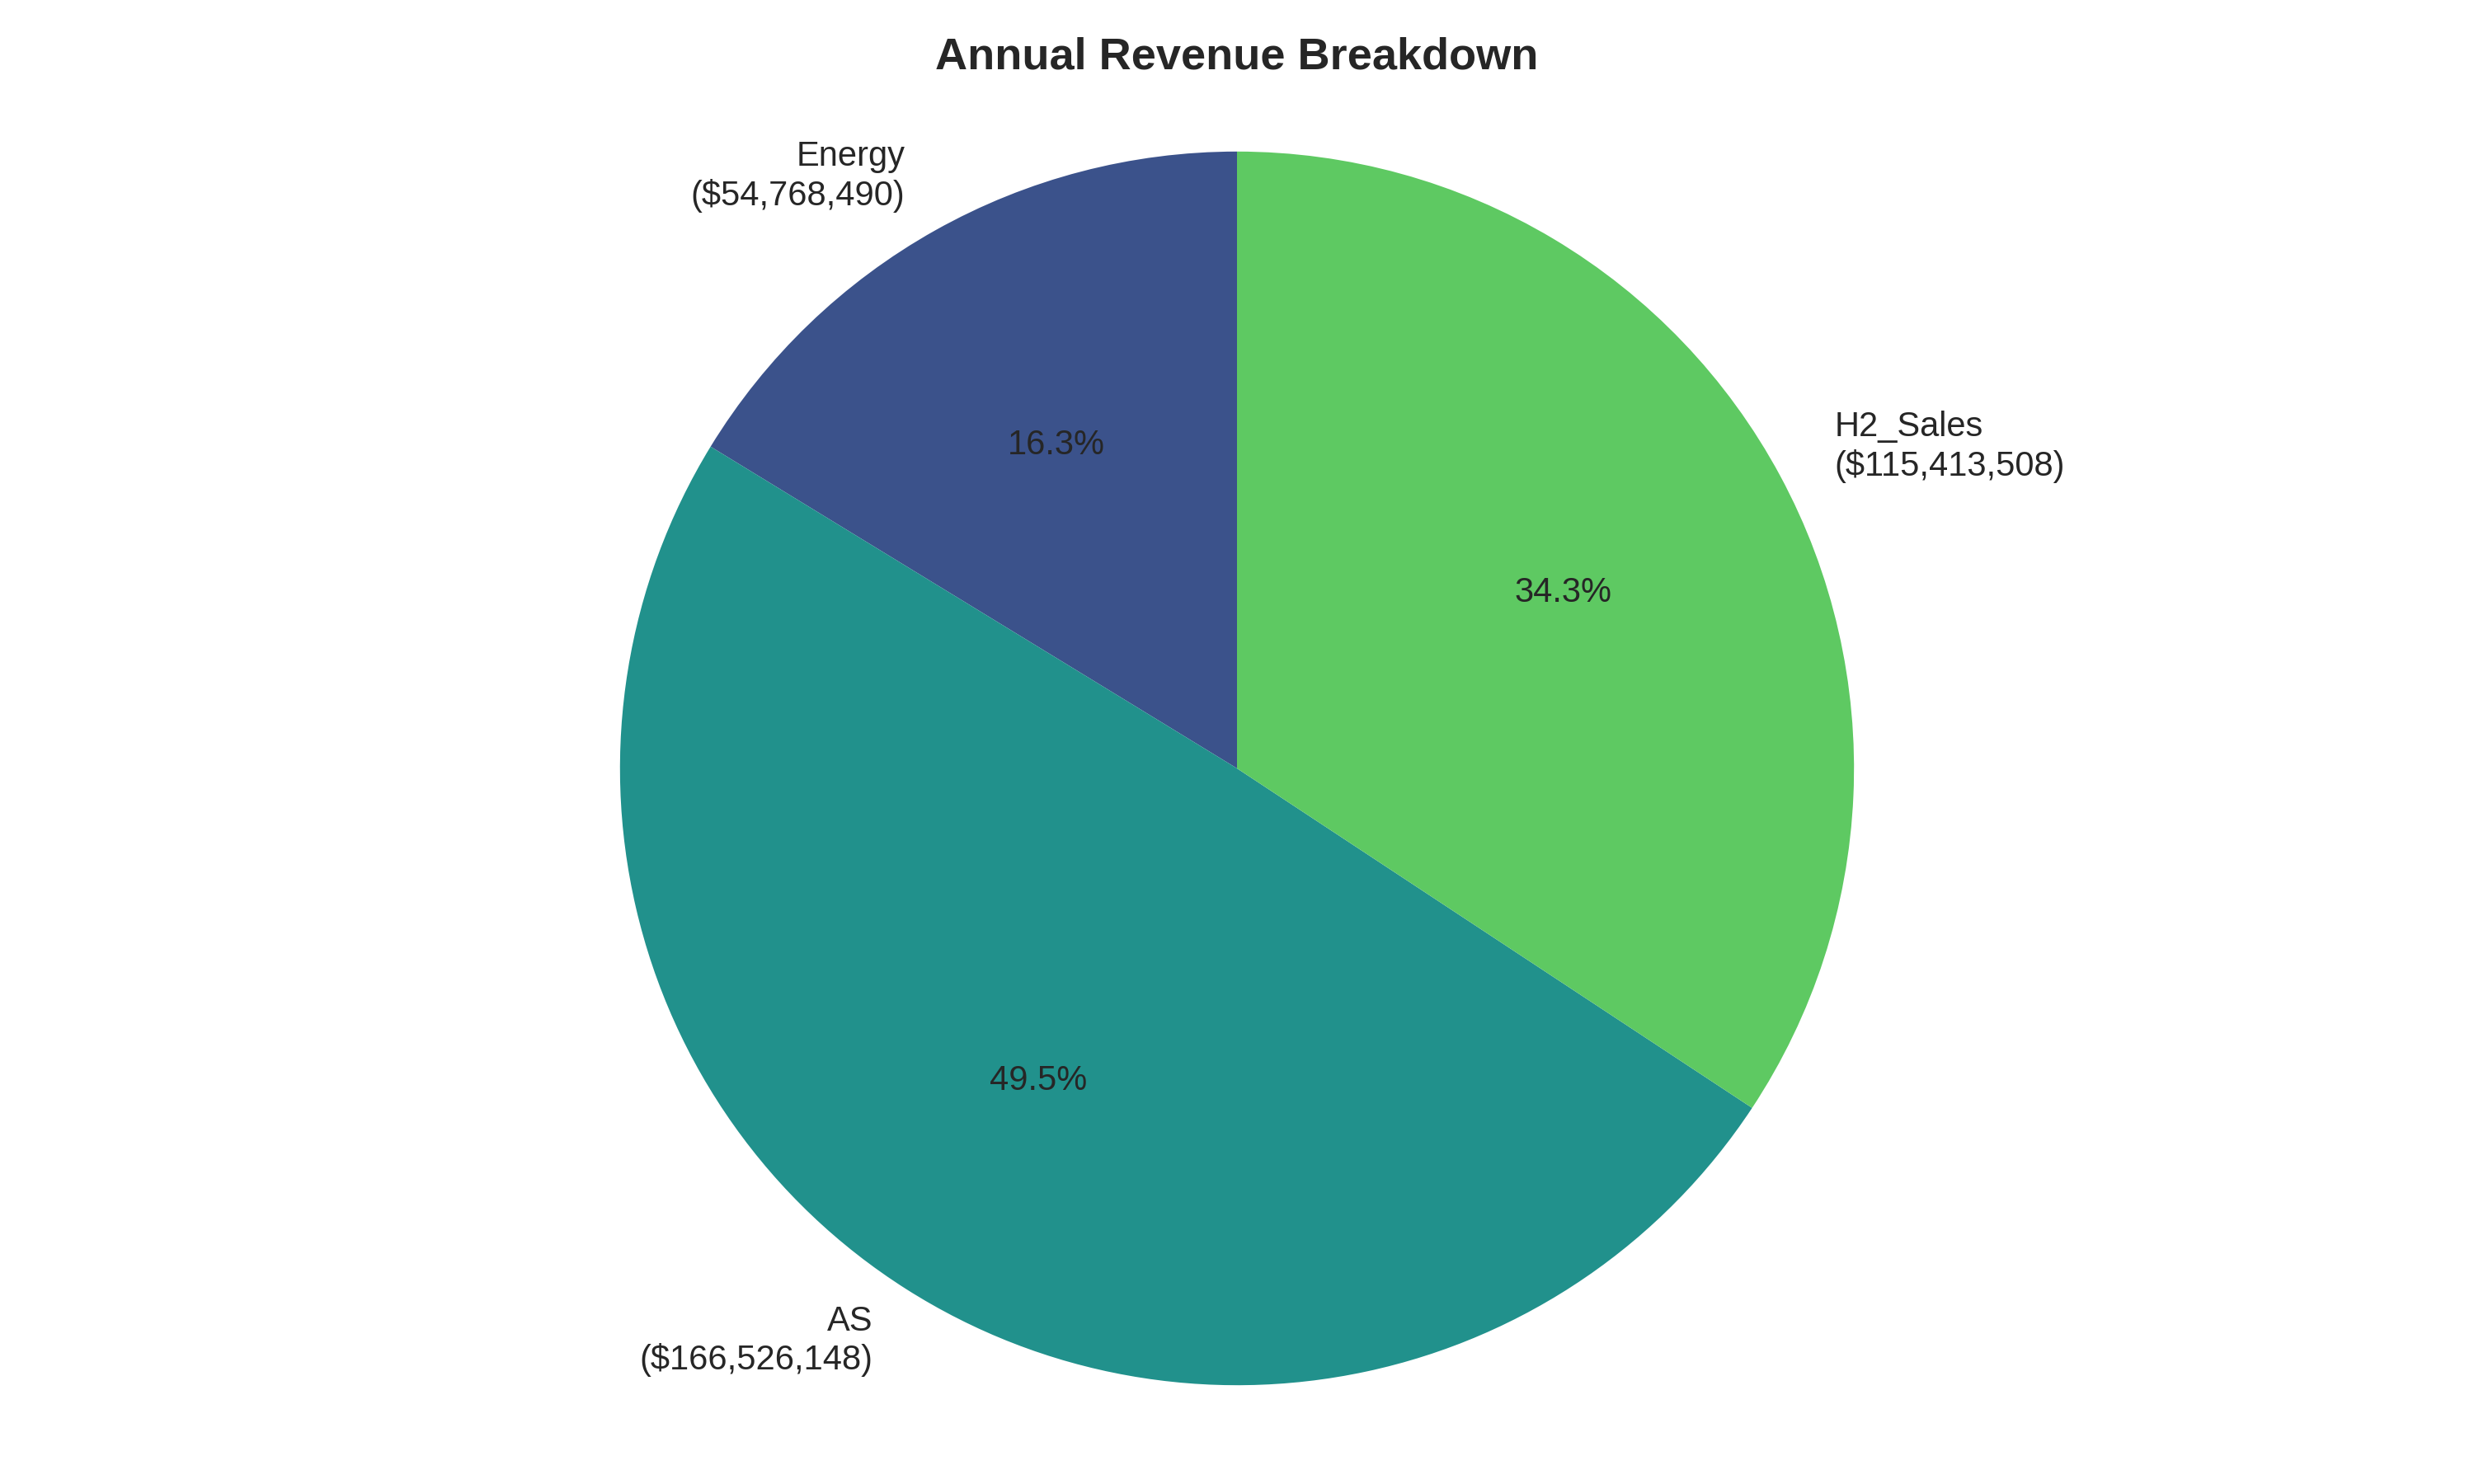 Annual Revenue Breakdown
Energy
($54,768,490)
H2_Sales
($115,413,508)
16.3%
34.3%
49.5%
AS
($166,526,148)